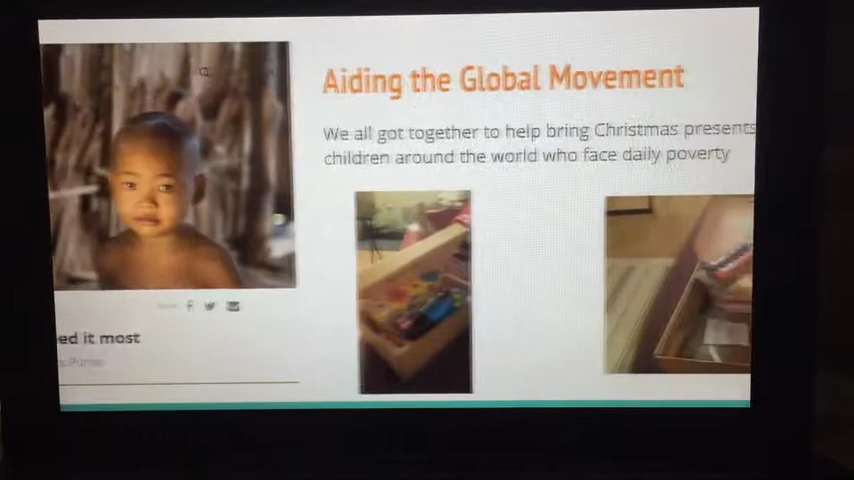 Aiding the Global Movement
We all got together to help bring Christmas presents
children around the world who face daily poverty
ed it most